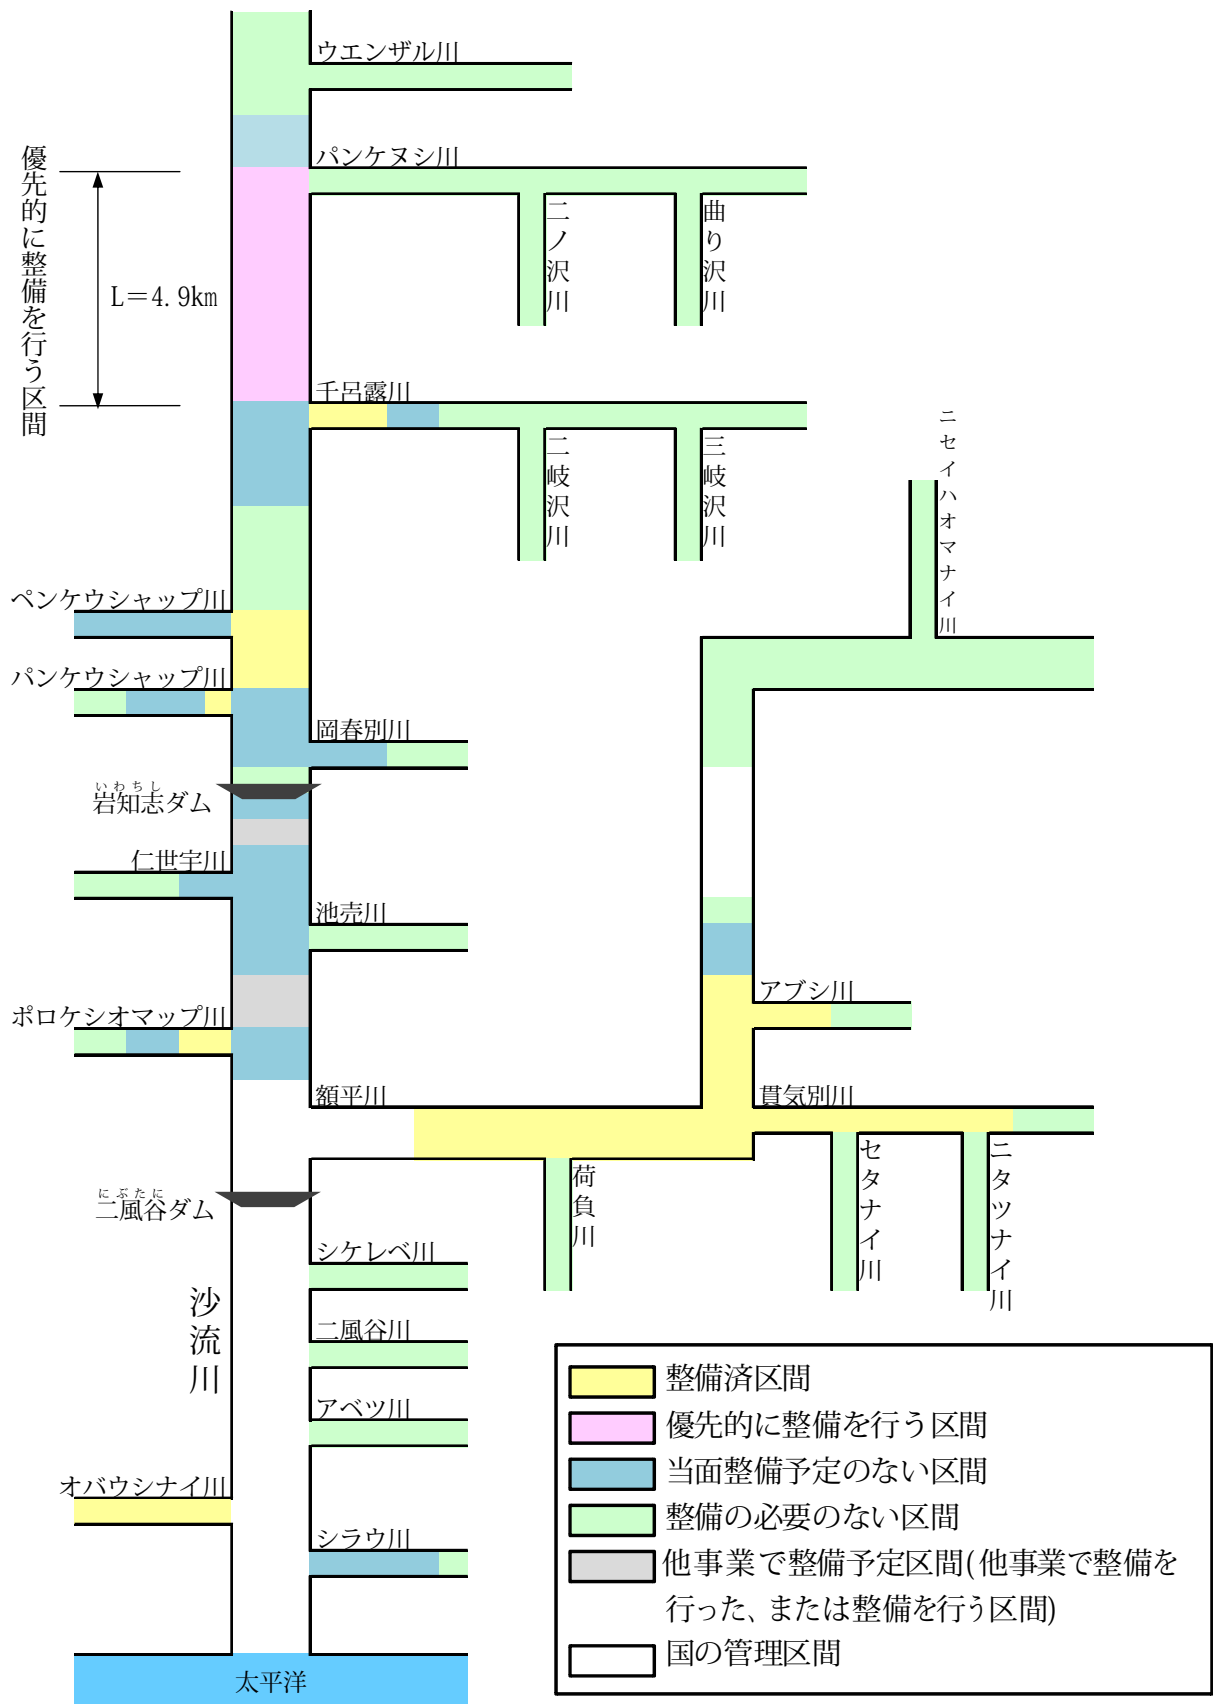 ウエンザル川
パンケヌシ川
優先的に整備を行う区間
L＝4.9km
二ノ沢川
曲り沢川
千呂露川
二岐沢川
三岐沢川
ニセイハオマナイ川
ペンケウシャップ川
パンケウシャップ川
岡春別川
いわちし
岩知志ダム
仁世宇川
池売川
アブシ川
ポロケシオマップ川
額平川
貫気別川
荷負川
セタナイ川
ニタツナイ川
にぶたに
二風谷ダム
シケレベ川
沙流川
二風谷川
アベツ川
オバウシナイ川
シラウ川
太平洋
整備済区間
優先的に整備を行う区間
当面整備予定のない区間
整備の必要のない区間
他事業で整備予定区間(他事業で整備を
行った、または整備を行う区間)
国の管理区間